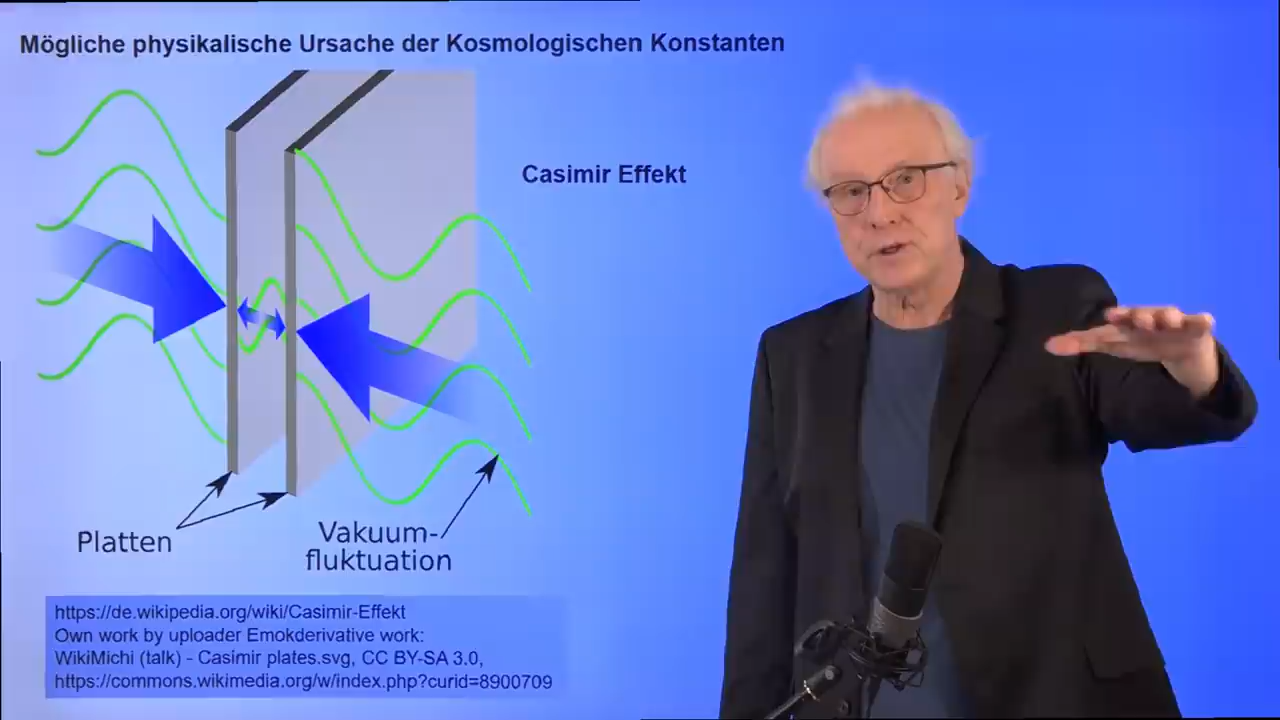 Mögliche physikalische Ursache der Kosmologischen Konstanten
Casimir Effekt
Platten
Vakuum-
fluktuation
https://de.wikipedia.org/wiki/Casimir-Effekt
Own work by uploader Emokderivative work:
WikiMichi (talk) - Casimir plates.svg, CC BY-SA 3.0,
https://commons.wikimedia.org/w/index.php?curid=8900709